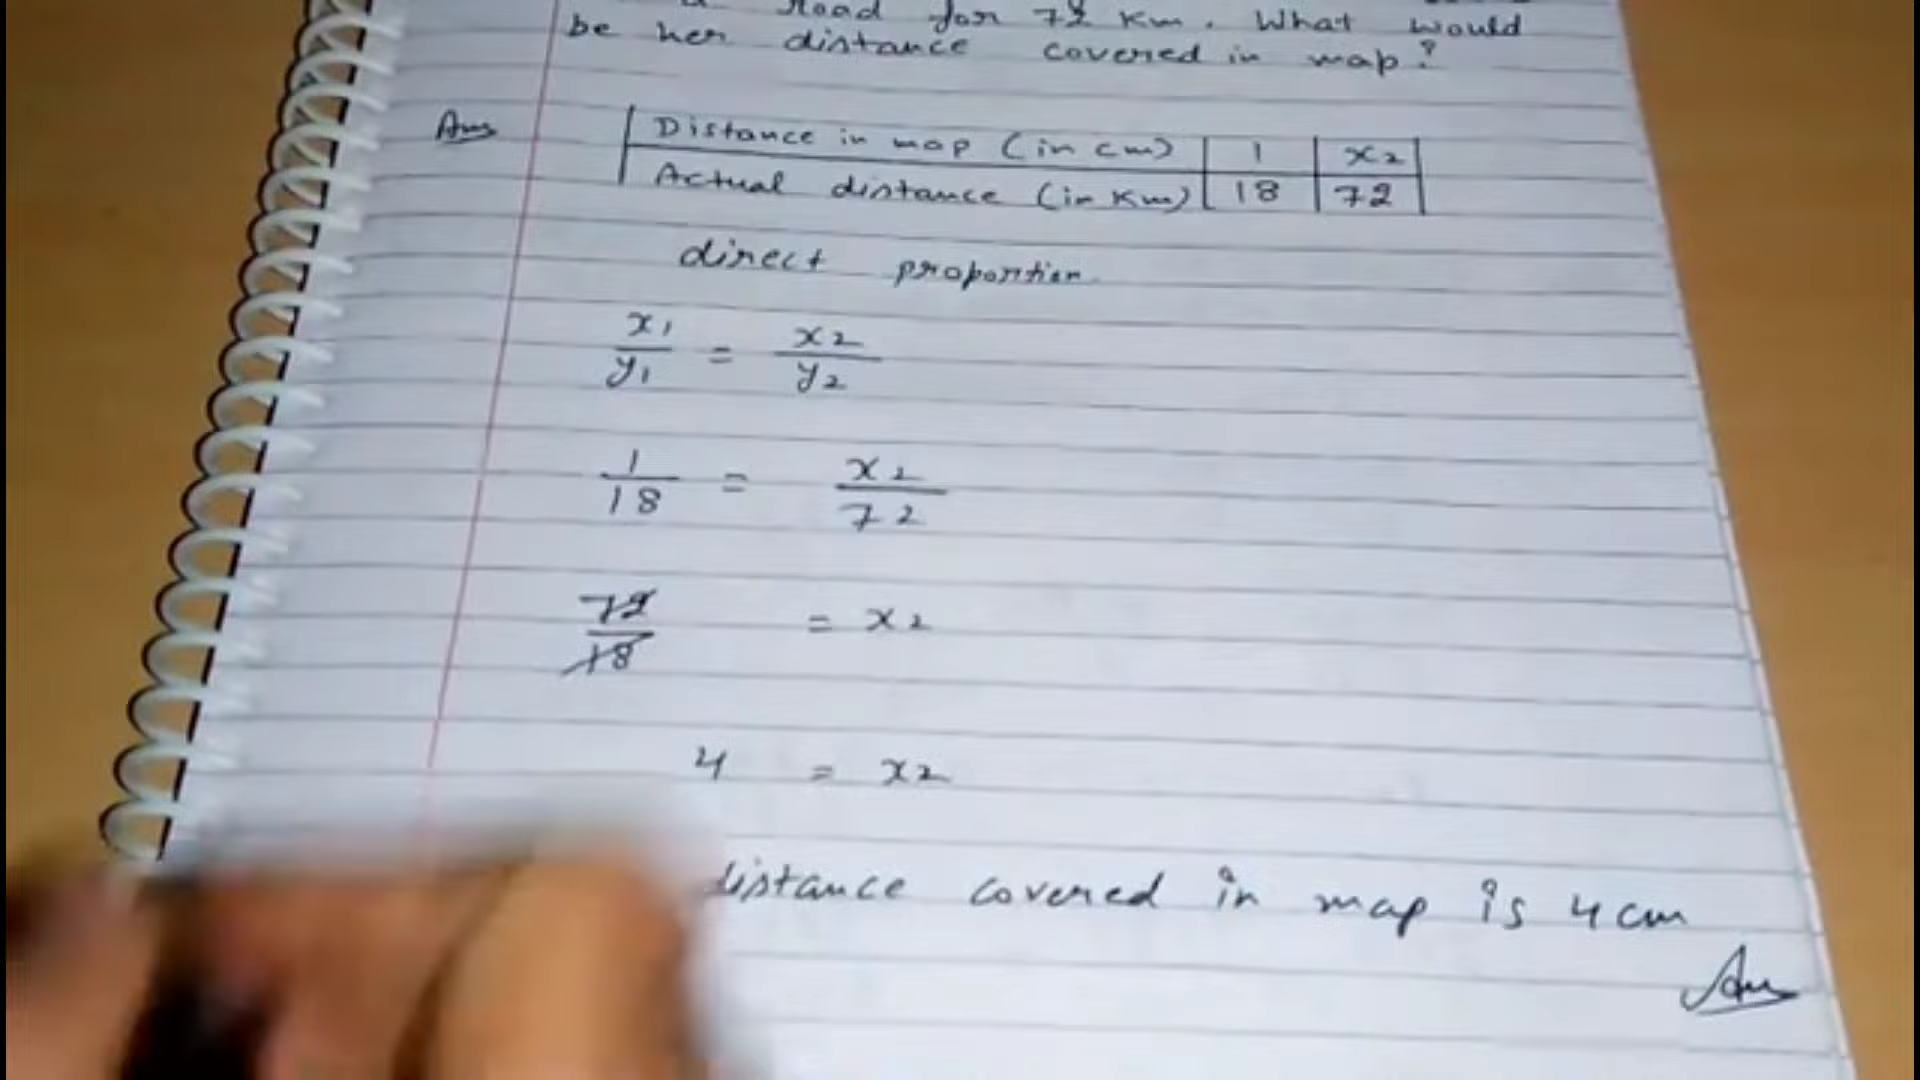 Road for 72 Km. What would
be her distance covered in map?
Ans
Distance in map (in cm) | 1 | x2
Actual distance (in Km) | 18 | 72
direct proportion
x1/y1 = x2/y2
1/18 = x2/72
72/18 = x2
4 = x2
distance covered in map is 4 cm
Ans